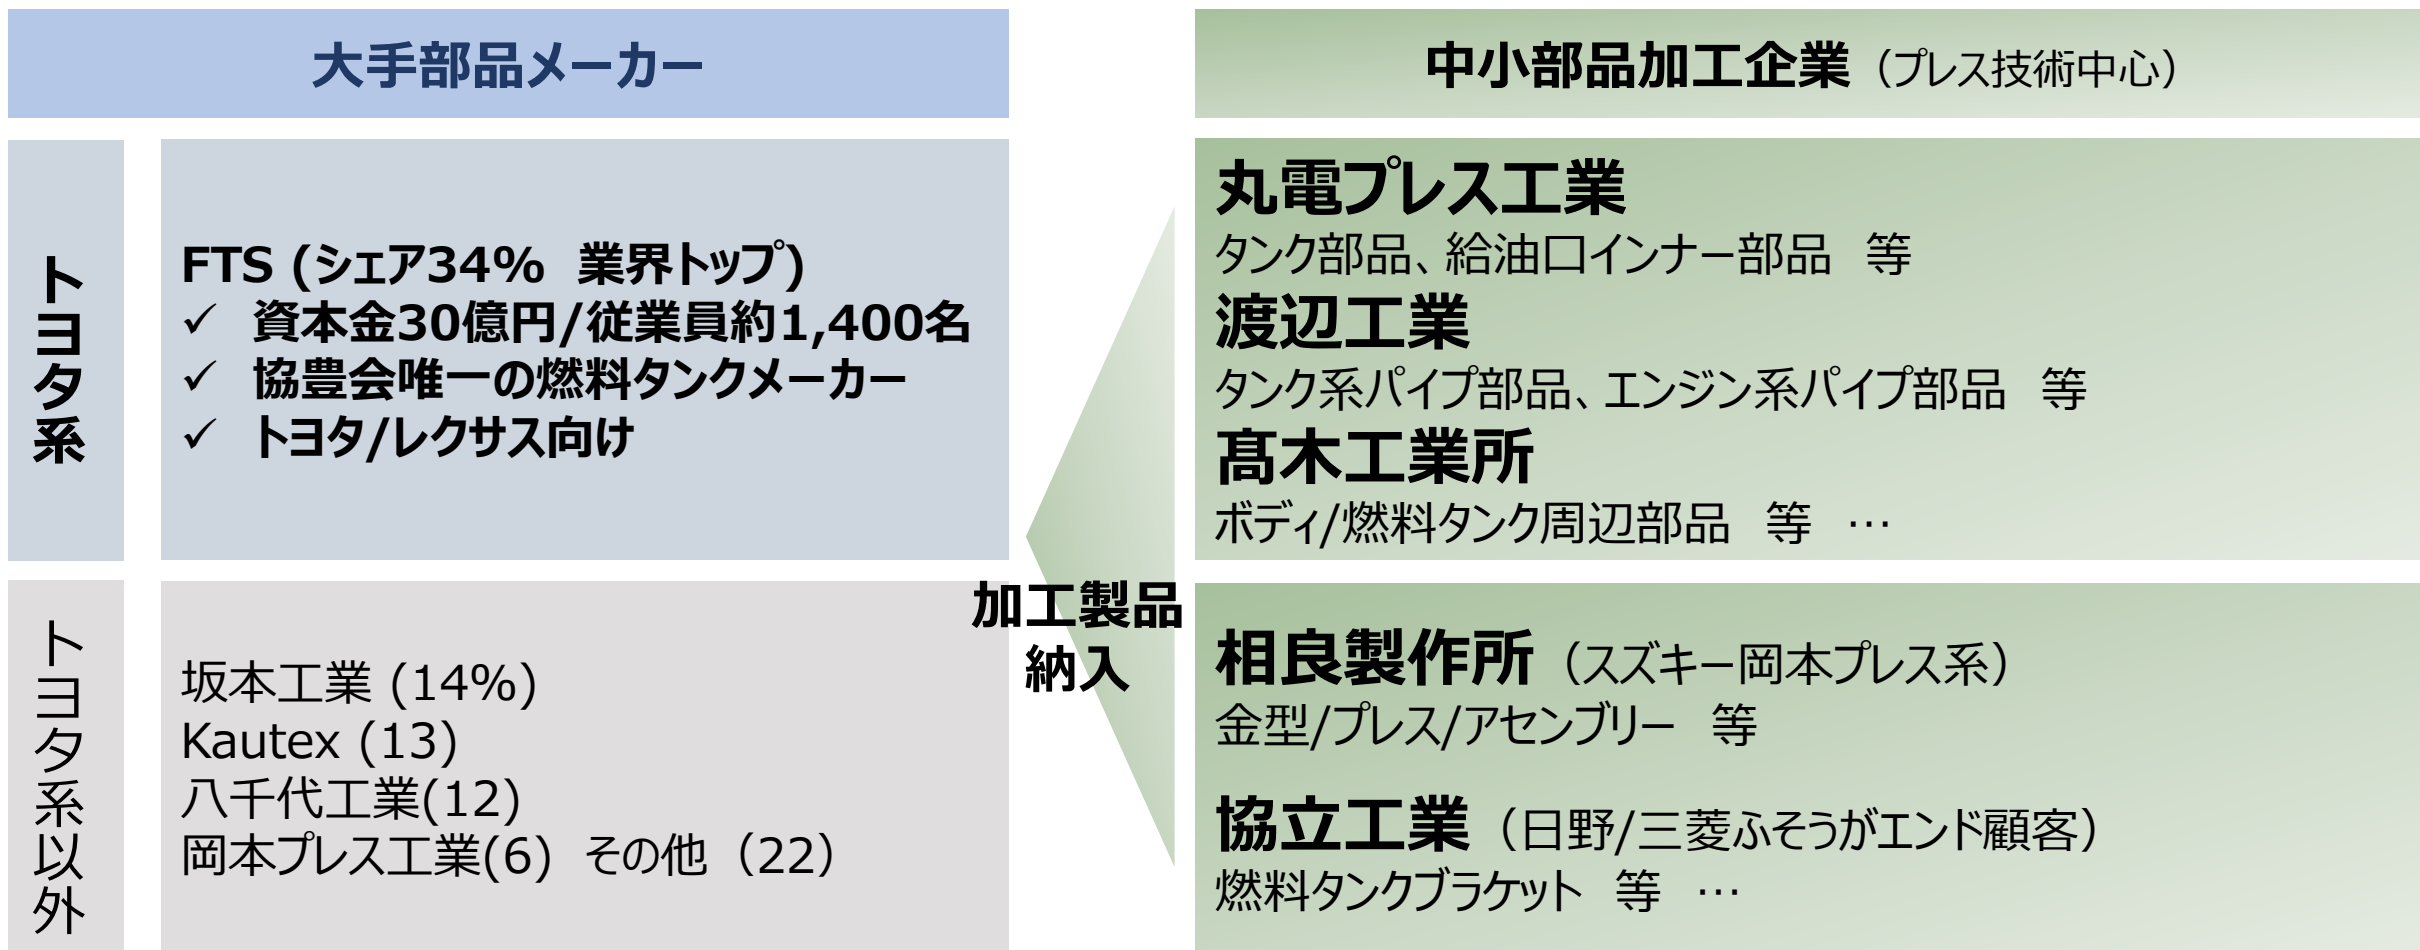 大手部品メーカー
中小部品加工企業（プレス技術中心）
トヨタ系
FTS (シェア34%　業界トップ)
✓ 資本金30億円/従業員約1,400名
✓ 協豊会唯一の燃料タンクメーカー
✓ トヨタ/レクサス向け
丸電プレス工業
タンク部品、給油口インナー部品　等
渡辺工業
タンク系パイプ部品、エンジン系パイプ部品　等
髙木工業所
ボディ/燃料タンク周辺部品　等　…
加工製品
納入
トヨタ系以外
坂本工業 (14%)
Kautex (13)
八千代工業(12)
岡本プレス工業(6)　その他（22）
相良製作所（スズキー岡本プレス系）
金型/プレス/アセンブリー　等
協立工業（日野/三菱ふそうがエンド顧客）
燃料タンクブラケット　等　…